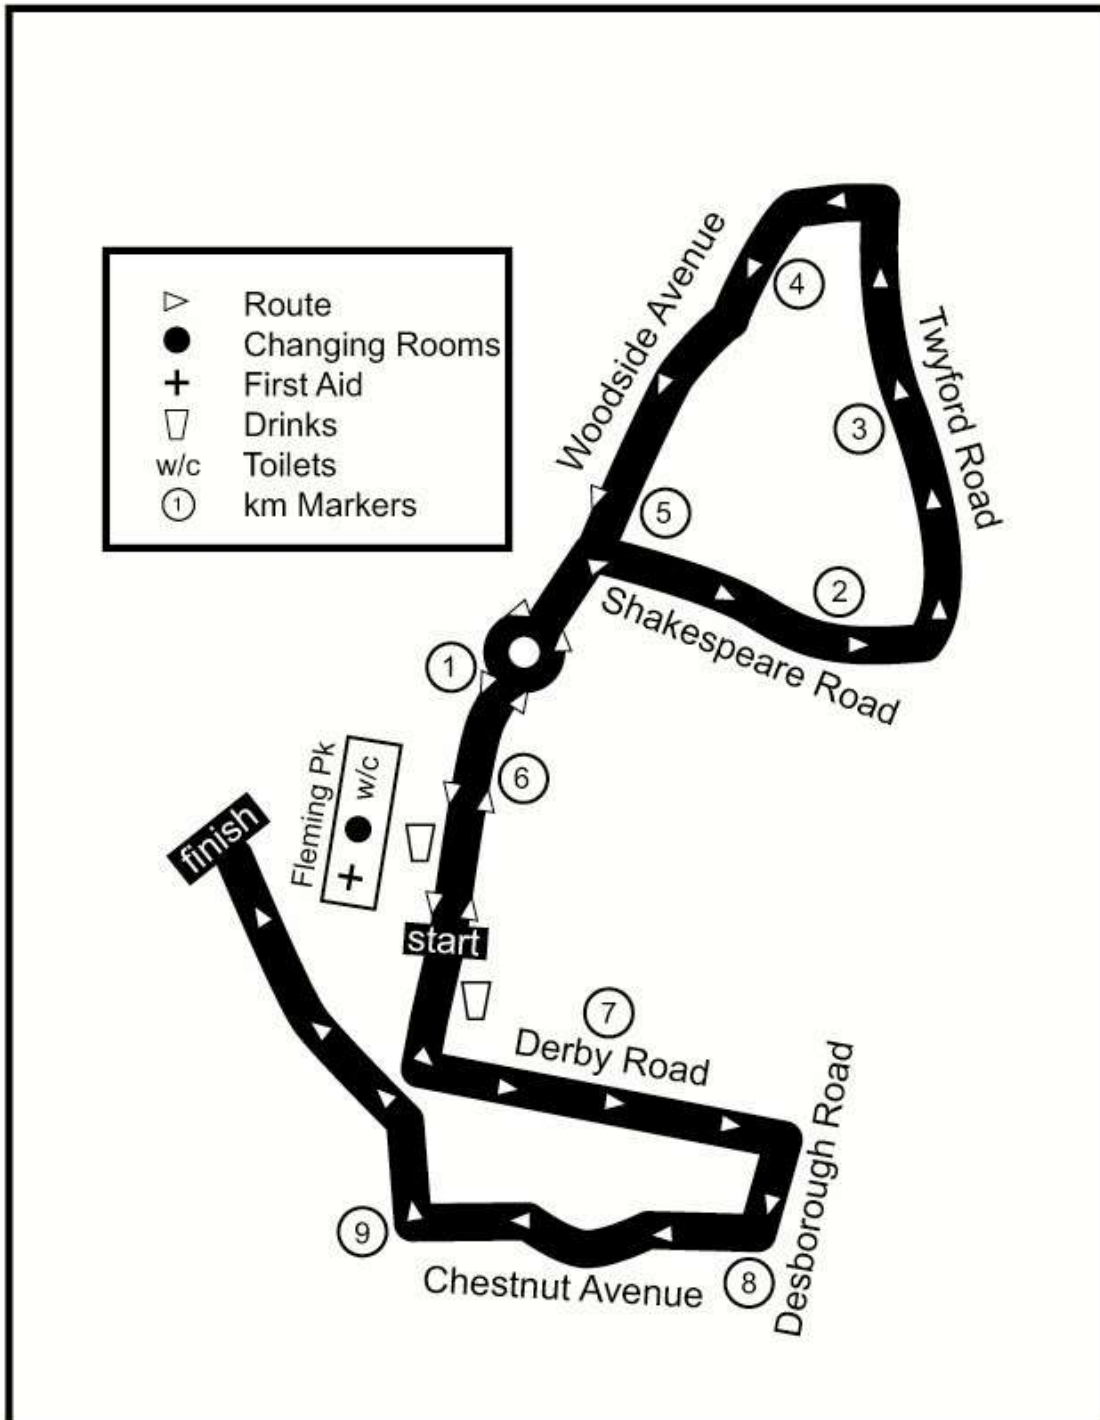 Route
Changing Rooms
First Aid
Drinks
w/c Toilets
1 km Markers
Woodside Avenue
4
Twyford Road
3
5
2
Shakespeare Road
1
6
Fleming Pk
w/c
finish
start
7
Derby Road
Desborough Road
9
8
Chestnut Avenue